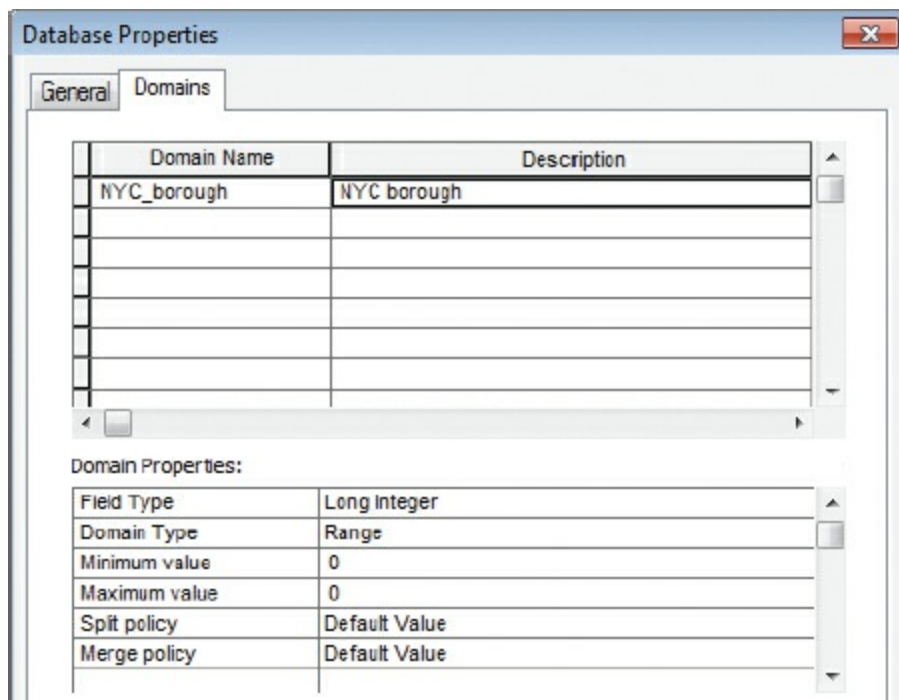 Database Properties
General Domains
Domain Name Description
NYC_borough NYC borough
Domain Properties:
Field Type Long Integer
Domain Type Range
Minimum value 0
Maximum value 0
Split policy Default Value
Merge policy Default Value